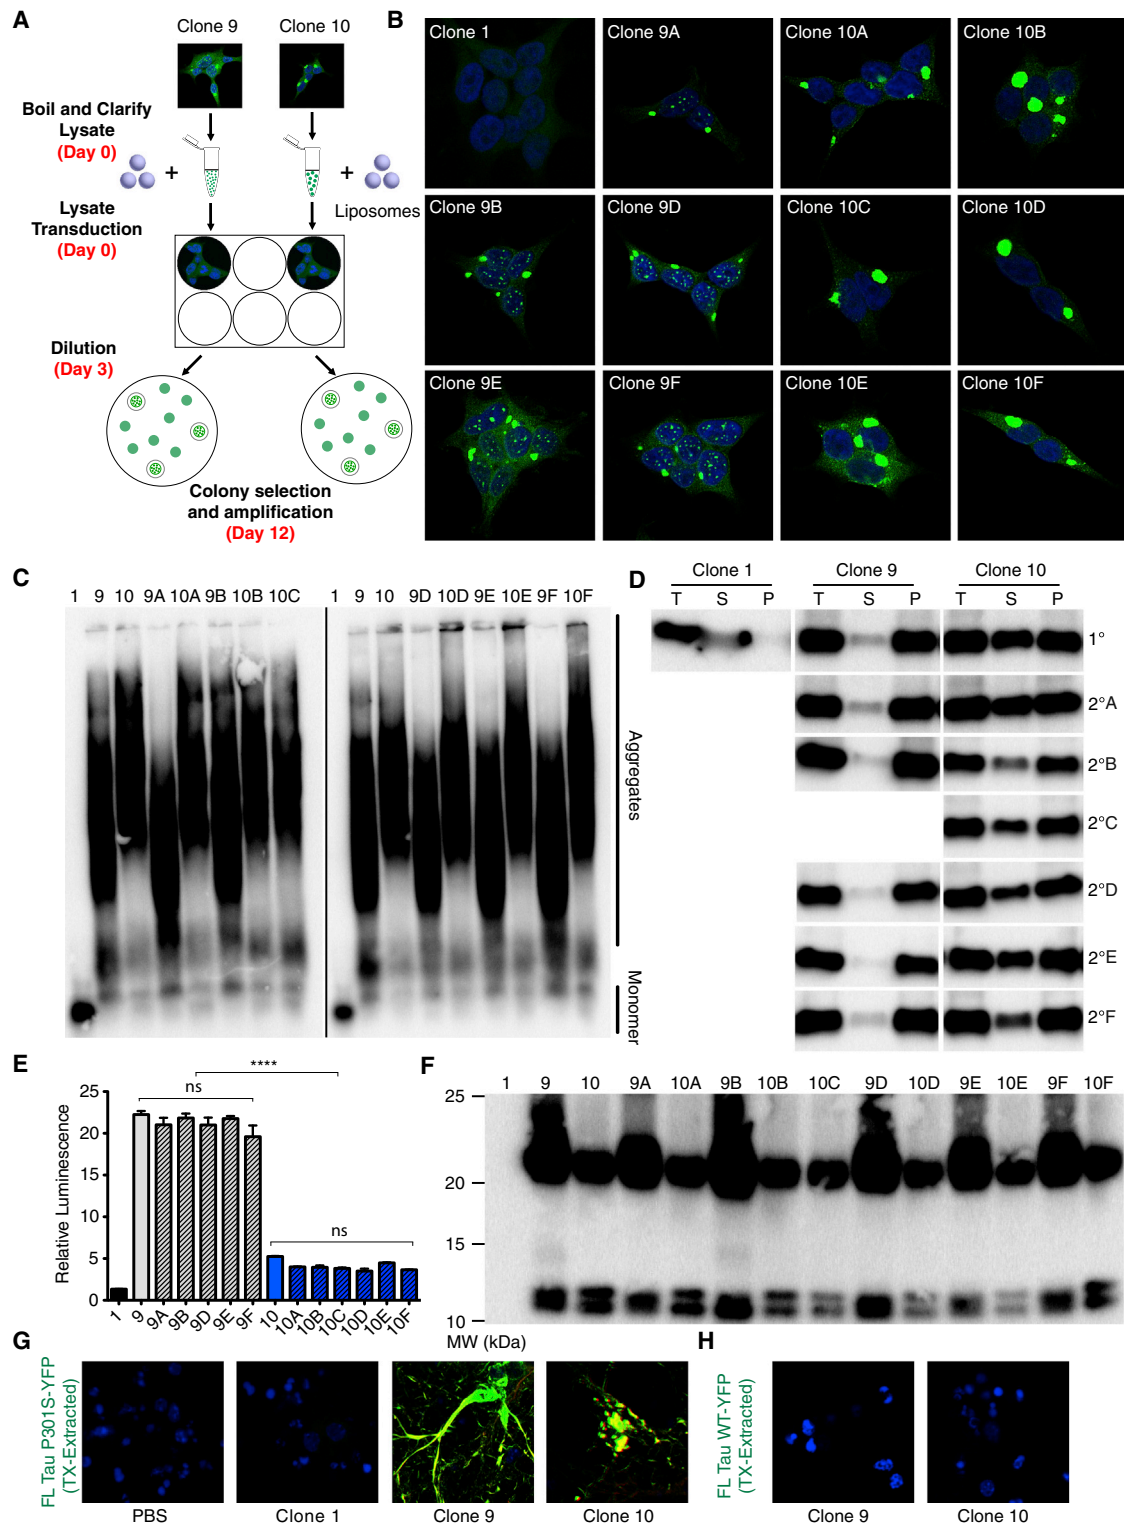 A
Clone 9 Clone 10
Boil and Clarify
Lysate
(Day 0)
+ +
Liposomes
Lysate
Transduction
(Day 0)
Dilution
(Day 3)
Colony selection
and amplification
(Day 12)
B
Clone 1 Clone 9A Clone 10A Clone 10B
Clone 9B Clone 9D Clone 10C Clone 10D
Clone 9E Clone 9F Clone 10E Clone 10F
C
1 9 10 9A 10A 9B 10B 10C 1 9 10 9D 10D 9E 10E 9F 10F
Aggregates
Monomer
D
Clone 1 Clone 9 Clone 10
T S P T S P T S P
1°
2°A
2°B
2°C
2°D
2°E
2°F
E
****
ns
ns
Relative Luminescence
25
20
15
10
5
0
1 9 9A 9B 9D 9E 9F 10 10A 10B 10C 10D 10E 10F
F
1 9 10 9A 10A 9B 10B 10C 9D 10D 9E 10E 9F 10F
25
20
15
10
MW (kDa)
G
FL Tau P301S-YFP
(TX-Extracted)
PBS Clone 1 Clone 9 Clone 10
H
FL Tau WT-YFP
(TX-Extracted)
Clone 9 Clone 10